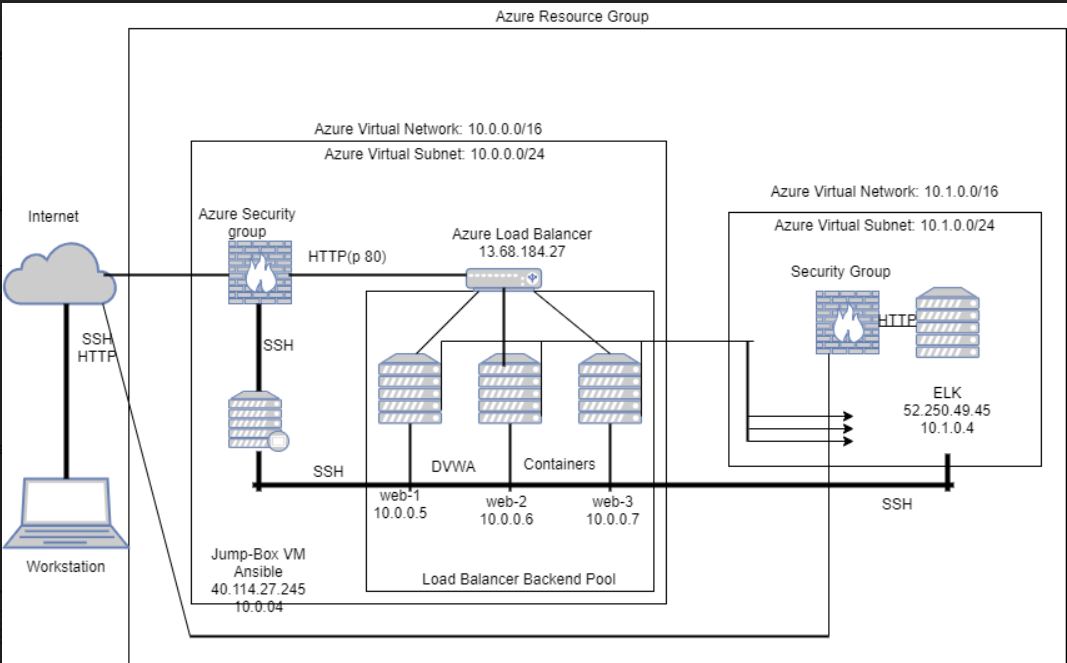 Azure Resource Group
Azure Virtual Network: 10.0.0.0/16
Azure Virtual Subnet: 10.0.0.0/24
Azure Virtual Network: 10.1.0.0/16
Azure Virtual Subnet: 10.1.0.0/24
Internet
Azure Security
group
HTTP(p 80)
Azure Load Balancer
13.68.184.27
Security Group
HTTP
SSH
HTTP
SSH
ELK
52.250.49.45
10.1.0.4
SSH
DVWA
Containers
web-1
10.0.0.5
web-2
10.0.0.6
web-3
10.0.0.7
SSH
Workstation
Jump-Box VM
Ansible
40.114.27.245
10.0.04
Load Balancer Backend Pool